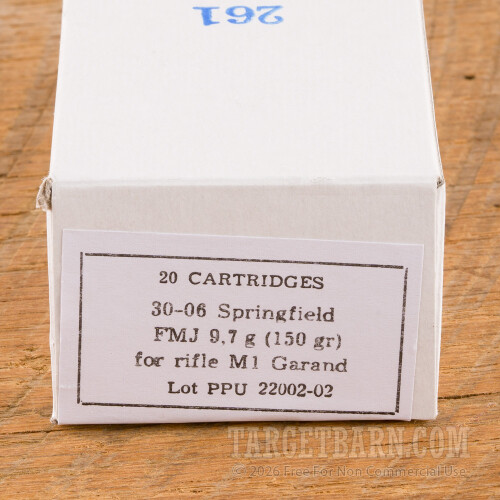 261
20 CARTRIDGES
30-06 Springfield
FMJ 9,7 g (150 gr)
for rifle M1 Garand
Lot PPU 22002-02
TARGETBARN.COM
© 2026 Free For Non-Commercial Use